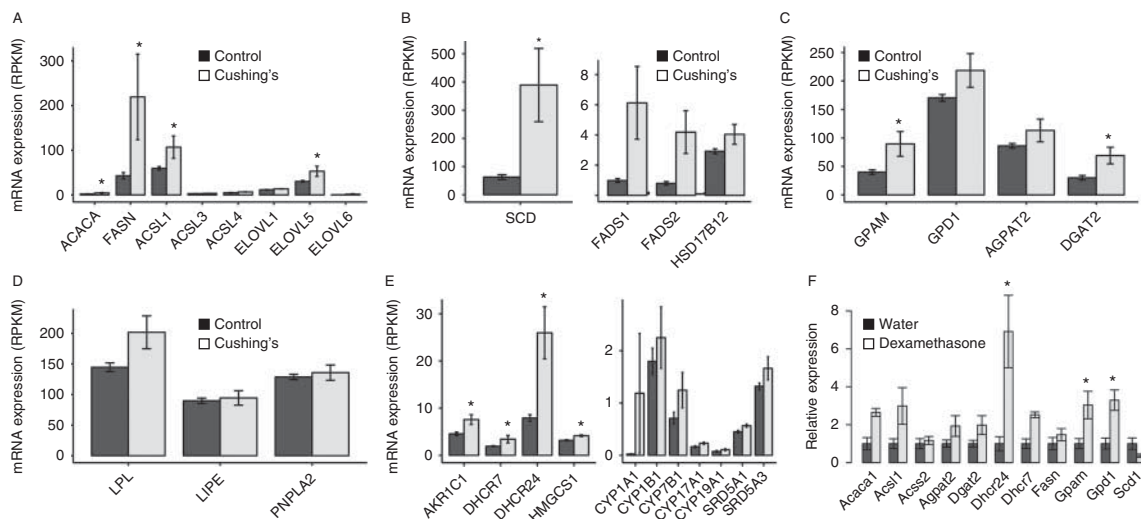 A
mRNA expression (RPKM)
300
200
100
0
Control
Cushing's
*
*
*
*
ACACA
FASN
ACSL1
ACSL3
ACSL4
ELOVL1
ELOVL5
ELOVL6
B
mRNA expression (RPKM)
500
400
300
200
100
0
*
SCD
8
6
4
2
Control
Cushing's
FADS1
FADS2
HSD17B12
C
mRNA expression (RPKM)
250
200
150
100
50
0
Control
Cushing's
*
*
GPAM
GPD1
AGPAT2
DGAT2
D
mRNA expression (RPKM)
200
150
100
50
0
Control
Cushing's
LPL
LIPE
PNPLA2
E
mRNA expression (RPKM)
30
20
10
0
Control
Cushing's
*
*
*
*
AKR1C1
DHCR7
DHCR24
HMGCS1
2
1
0
CYP1A1
CYP1B1
CYP7B1
CYP17A1
CYP19A1
SRD5A1
SRD5A3
F
Relative expression
8
6
4
2
0
Water
Dexamethasone
*
*
*
Acaca1
Acsl1
Acss2
Agpat2
Dgat2
Dhcr24
Dhcr7
Fasn
Gpam
Gpd1
Scd1